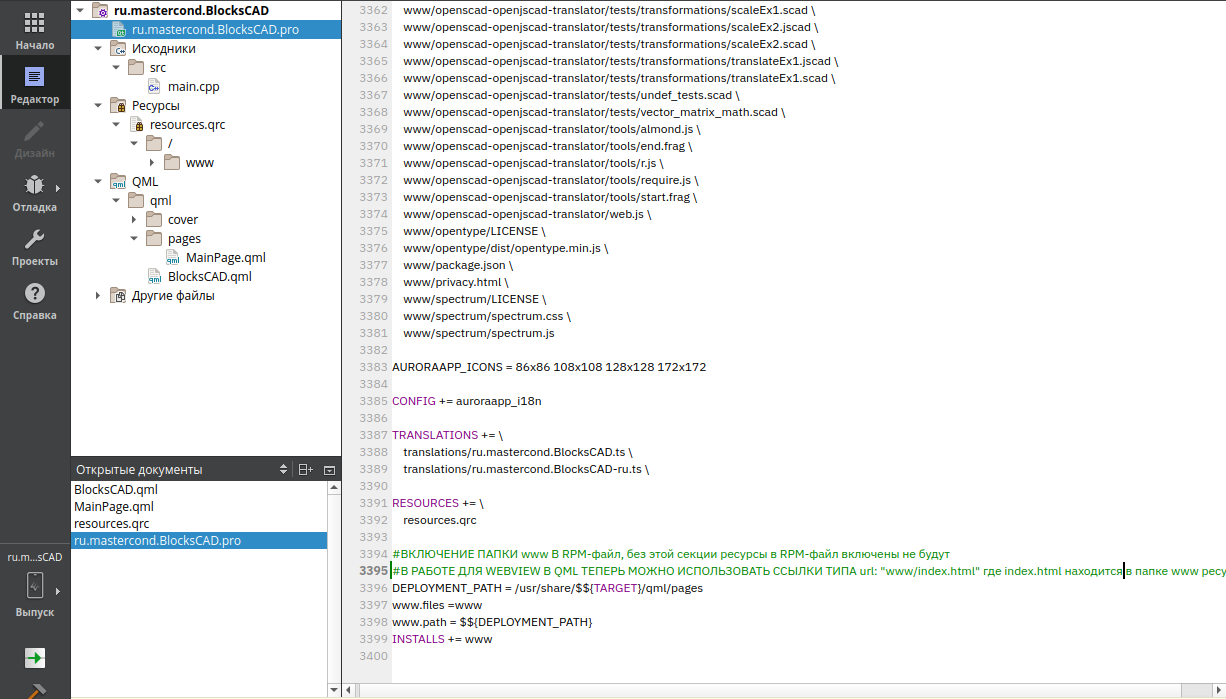 Начало
Редактор
Дизайн
Отладка
Проекты
Справка
ru.m...sCAD
Выпуск
ru.mastercond.BlocksCAD
ru.mastercond.BlocksCAD.pro
Исходники
src
main.cpp
Ресурсы
resources.qrc
/
www
QML
qml
cover
pages
MainPage.qml
BlocksCAD.qml
Другие файлы
Открытые документы
BlocksCAD.qml
MainPage.qml
resources.qrc
ru.mastercond.BlocksCAD.pro
3362 www/openscad-openjscad-translator/tests/transformations/scaleEx1.scad \
3363 www/openscad-openjscad-translator/tests/transformations/scaleEx2.jscad \
3364 www/openscad-openjscad-translator/tests/transformations/scaleEx2.scad \
3365 www/openscad-openjscad-translator/tests/transformations/translateEx1.jscad \
3366 www/openscad-openjscad-translator/tests/transformations/translateEx1.scad \
3367 www/openscad-openjscad-translator/tests/undef_tests.scad \
3368 www/openscad-openjscad-translator/tests/vector_matrix_math.scad \
3369 www/openscad-openjscad-translator/tools/almond.js \
3370 www/openscad-openjscad-translator/tools/end.frag \
3371 www/openscad-openjscad-translator/tools/r.js \
3372 www/openscad-openjscad-translator/tools/require.js \
3373 www/openscad-openjscad-translator/tools/start.frag \
3374 www/openscad-openjscad-translator/web.js \
3375 www/opentype/LICENSE \
3376 www/opentype/dist/opentype.min.js \
3377 www/package.json \
3378 www/privacy.html \
3379 www/spectrum/LICENSE \
3380 www/spectrum/spectrum.css \
3381 www/spectrum/spectrum.js
3382
3383 AURORAAPP_ICONS = 86x86 108x108 128x128 172x172
3384
3385 CONFIG += auroraapp_i18n
3386
3387 TRANSLATIONS += \
3388 translations/ru.mastercond.BlocksCAD.ts \
3389 translations/ru.mastercond.BlocksCAD-ru.ts \
3390
3391 RESOURCES += \
3392 resources.qrc
3393
3394 #ВКЛЮЧЕНИЕ ПАПКИ www В RPM-файл, без этой секции ресурсы в RPM-файл включены не будут
3395 #В РАБОТЕ ДЛЯ WEBVIEW В QML ТЕПЕРЬ МОЖНО ИСПОЛЬЗОВАТЬ ССЫЛКИ ТИПА url: "www/index.html" где index.html находится в папке www ресу
3396 DEPLOYMENT_PATH = /usr/share/$${TARGET}/qml/pages
3397 www.files =www
3398 www.path = $${DEPLOYMENT_PATH}
3399 INSTALLS += www
3400